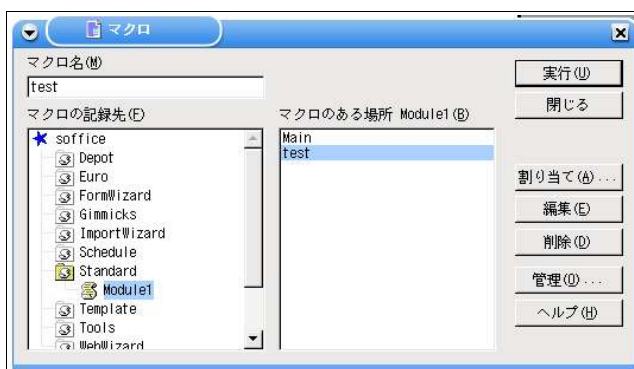 マクロ
マクロ名(M)
test
マクロの記録先(F)
soffice
Depot
Euro
FormWizard
Gimmicks
ImportWizard
Schedule
Standard
Module1
Template
Tools
WebWizard
マクロのある場所 Module1(B)
Main
test
実行(U)
閉じる
割り当て(A)...
編集(E)
削除(D)
管理(O)...
ヘルプ(H)